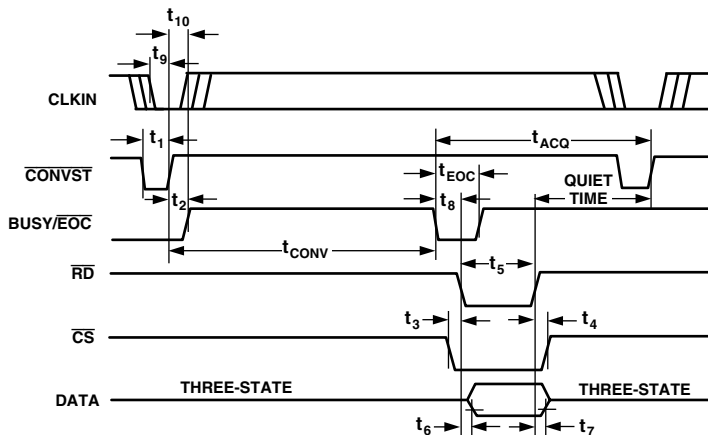 t10
t9
CLKIN
t1
tACQ
CONVST
tEOC
QUIET
TIME
t2
t8
BUSY/EOC
tCONV
t5
RD
t3
t4
CS
THREE-STATE
THREE-STATE
DATA
t6
t7